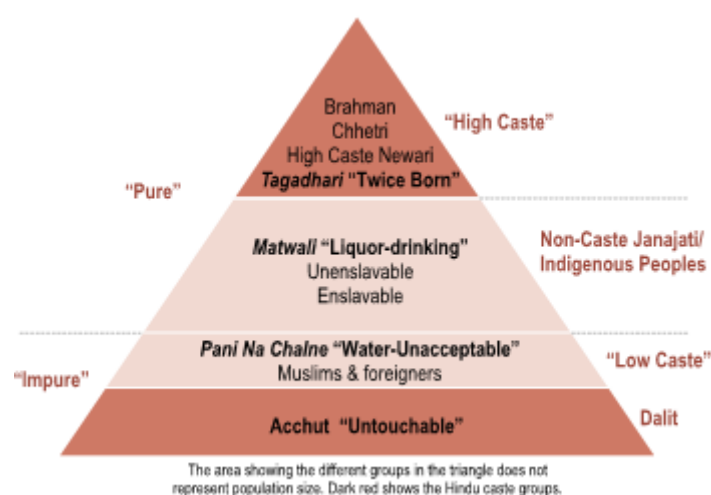 Brahman
Chhetri
High Caste Newari
Tagadhari “Twice Born”
“High Caste”
“Pure”
Matwali “Liquor-drinking”
Unenslavable
Enslavable
Non-Caste Janajati/
Indigenous Peoples
Pani Na Chalne “Water-Unacceptable”
Muslims & foreigners
“Low Caste”
“Impure”
Acchut “Untouchable”
Dalit
The area showing the different groups in the triangle does not
represent population size. Dark red shows the Hindu caste groups.